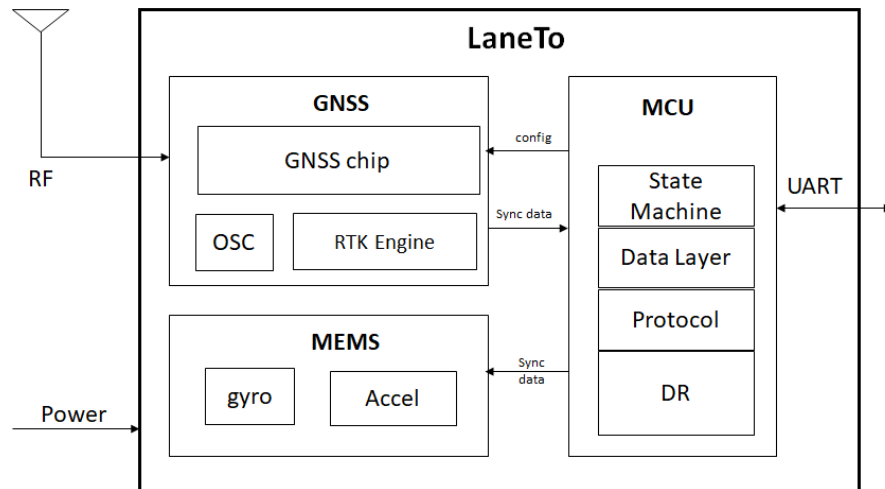 LaneTo
GNSS
MCU
GNSS chip
config
RF
State
Machine
UART
OSC
RTK Engine
Sync data
Data Layer
Protocol
MEMS
Sync
data
gyro
Accel
DR
Power